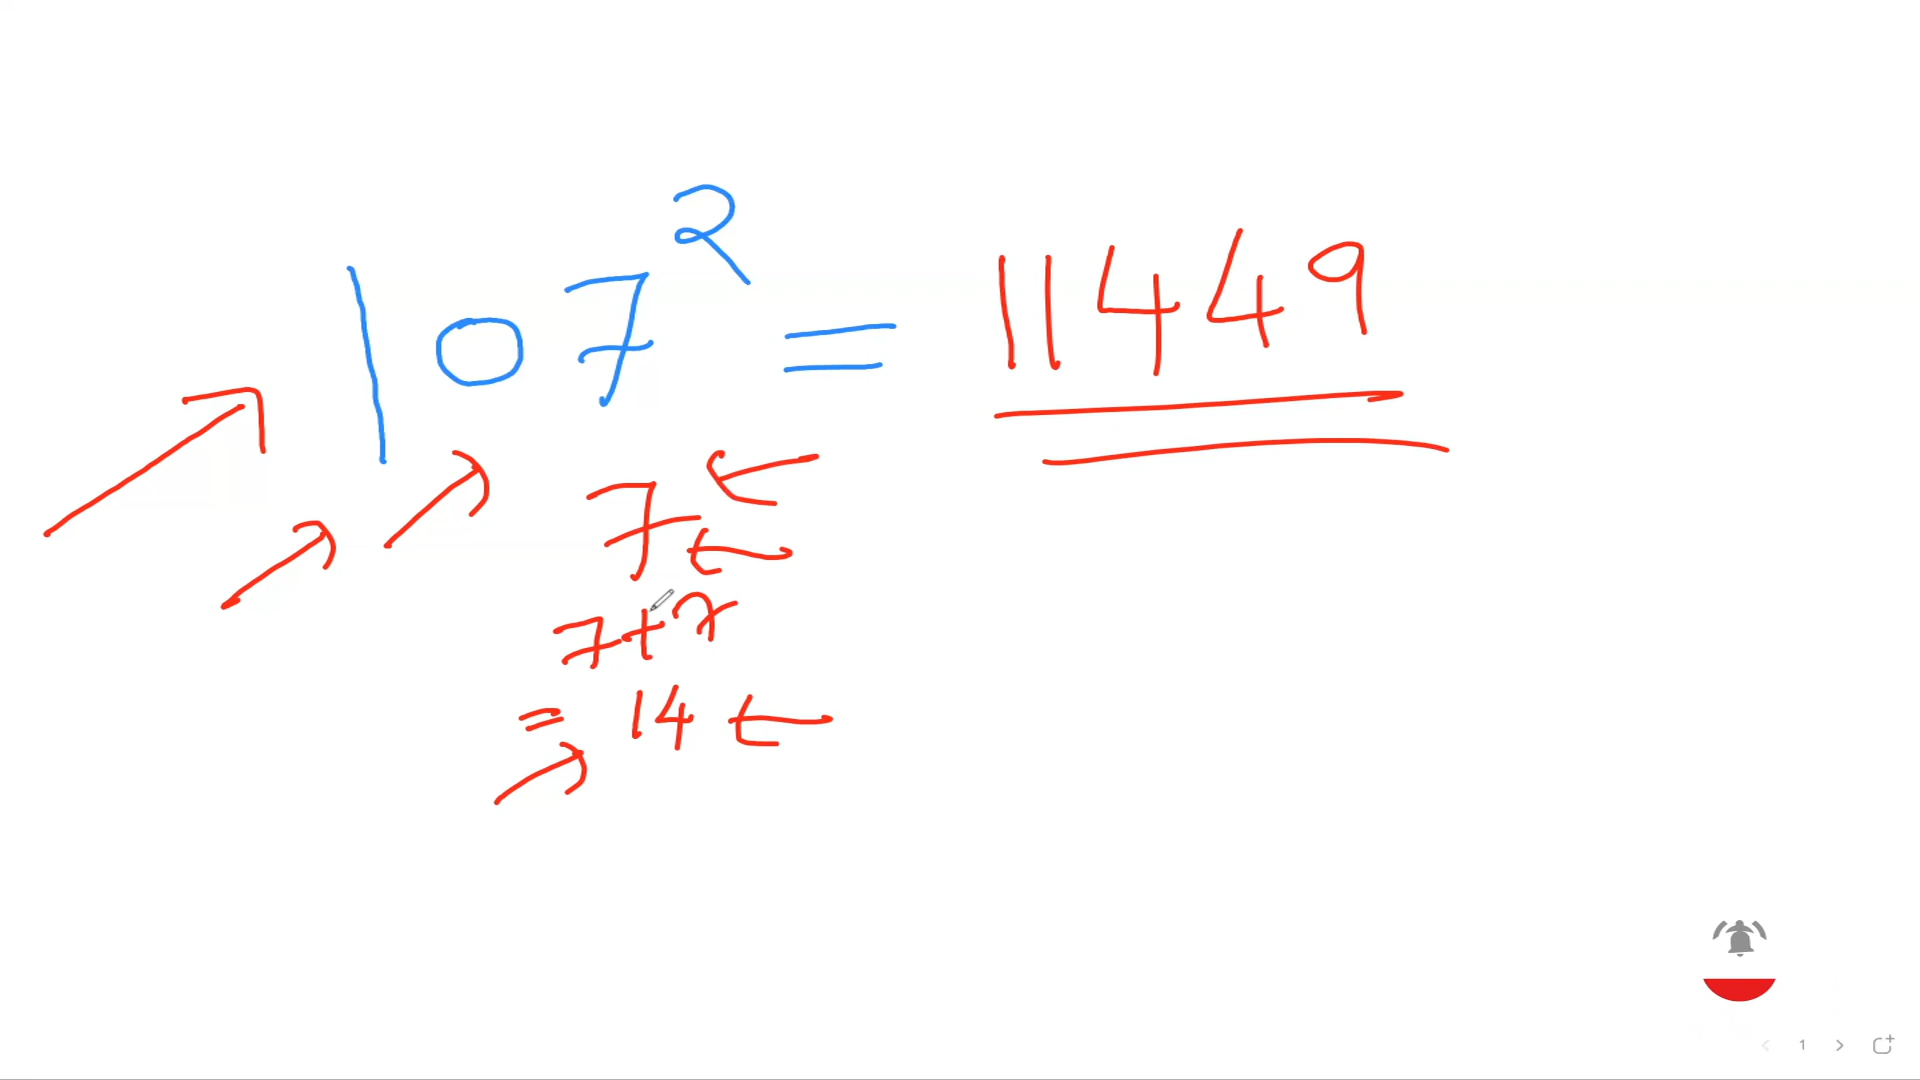 107² = 11449
7
7+7
= 14
1